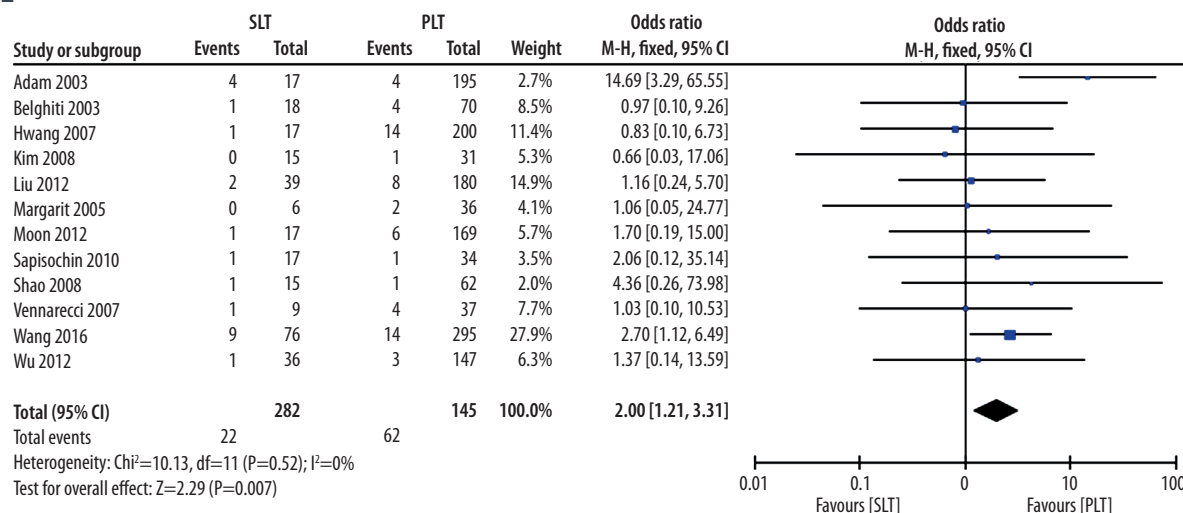 SLT PLT Odds ratio Odds ratio
Study or subgroup Events Total Events Total Weight M-H, fixed, 95% CI M-H, fixed, 95% CI
Adam 2003 4 17 4 195 2.7% 14.69 [3.29, 65.55]
Belghiti 2003 1 18 4 70 8.5% 0.97 [0.10, 9.26]
Hwang 2007 1 17 14 200 11.4% 0.83 [0.10, 6.73]
Kim 2008 0 15 1 31 5.3% 0.66 [0.03, 17.06]
Liu 2012 2 39 8 180 14.9% 1.16 [0.24, 5.70]
Margarit 2005 0 6 2 36 4.1% 1.06 [0.05, 24.77]
Moon 2012 1 17 6 169 5.7% 1.70 [0.19, 15.00]
Sapisochin 2010 1 17 1 34 3.5% 2.06 [0.12, 35.14]
Shao 2008 1 15 1 62 2.0% 4.36 [0.26, 73.98]
Vennarecci 2007 1 9 4 37 7.7% 1.03 [0.10, 10.53]
Wang 2016 9 76 14 295 27.9% 2.70 [1.12, 6.49]
Wu 2012 1 36 3 147 6.3% 1.37 [0.14, 13.59]
Total (95% CI) 282 145 100.0% 2.00 [1.21, 3.31]
Total events 22 62
Heterogeneity: Chi²=10.13, df=11 (P=0.52); I²=0%
Test for overall effect: Z=2.29 (P=0.007)
0.01 0.1 0 10 100
Favours [SLT] Favours [PLT]